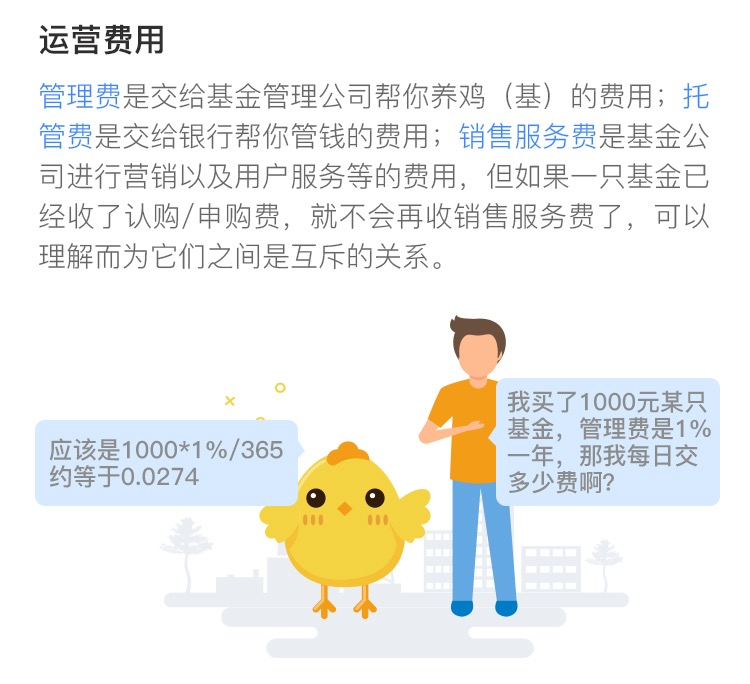 运营费用
管理费是交给基金管理公司帮你养鸡（基）的费用；托
管费是交给银行帮你管钱的费用；销售服务费是基金公
司进行营销以及用户服务等的费用，但如果一只基金已
经收了认购/申购费，就不会再收销售服务费了，可以
理解而为它们之间是互斥的关系。
我买了1000元某只
基金，管理费是1%
一年，那我每日交
多少费啊？
应该是1000*1%/365
约等于0.0274